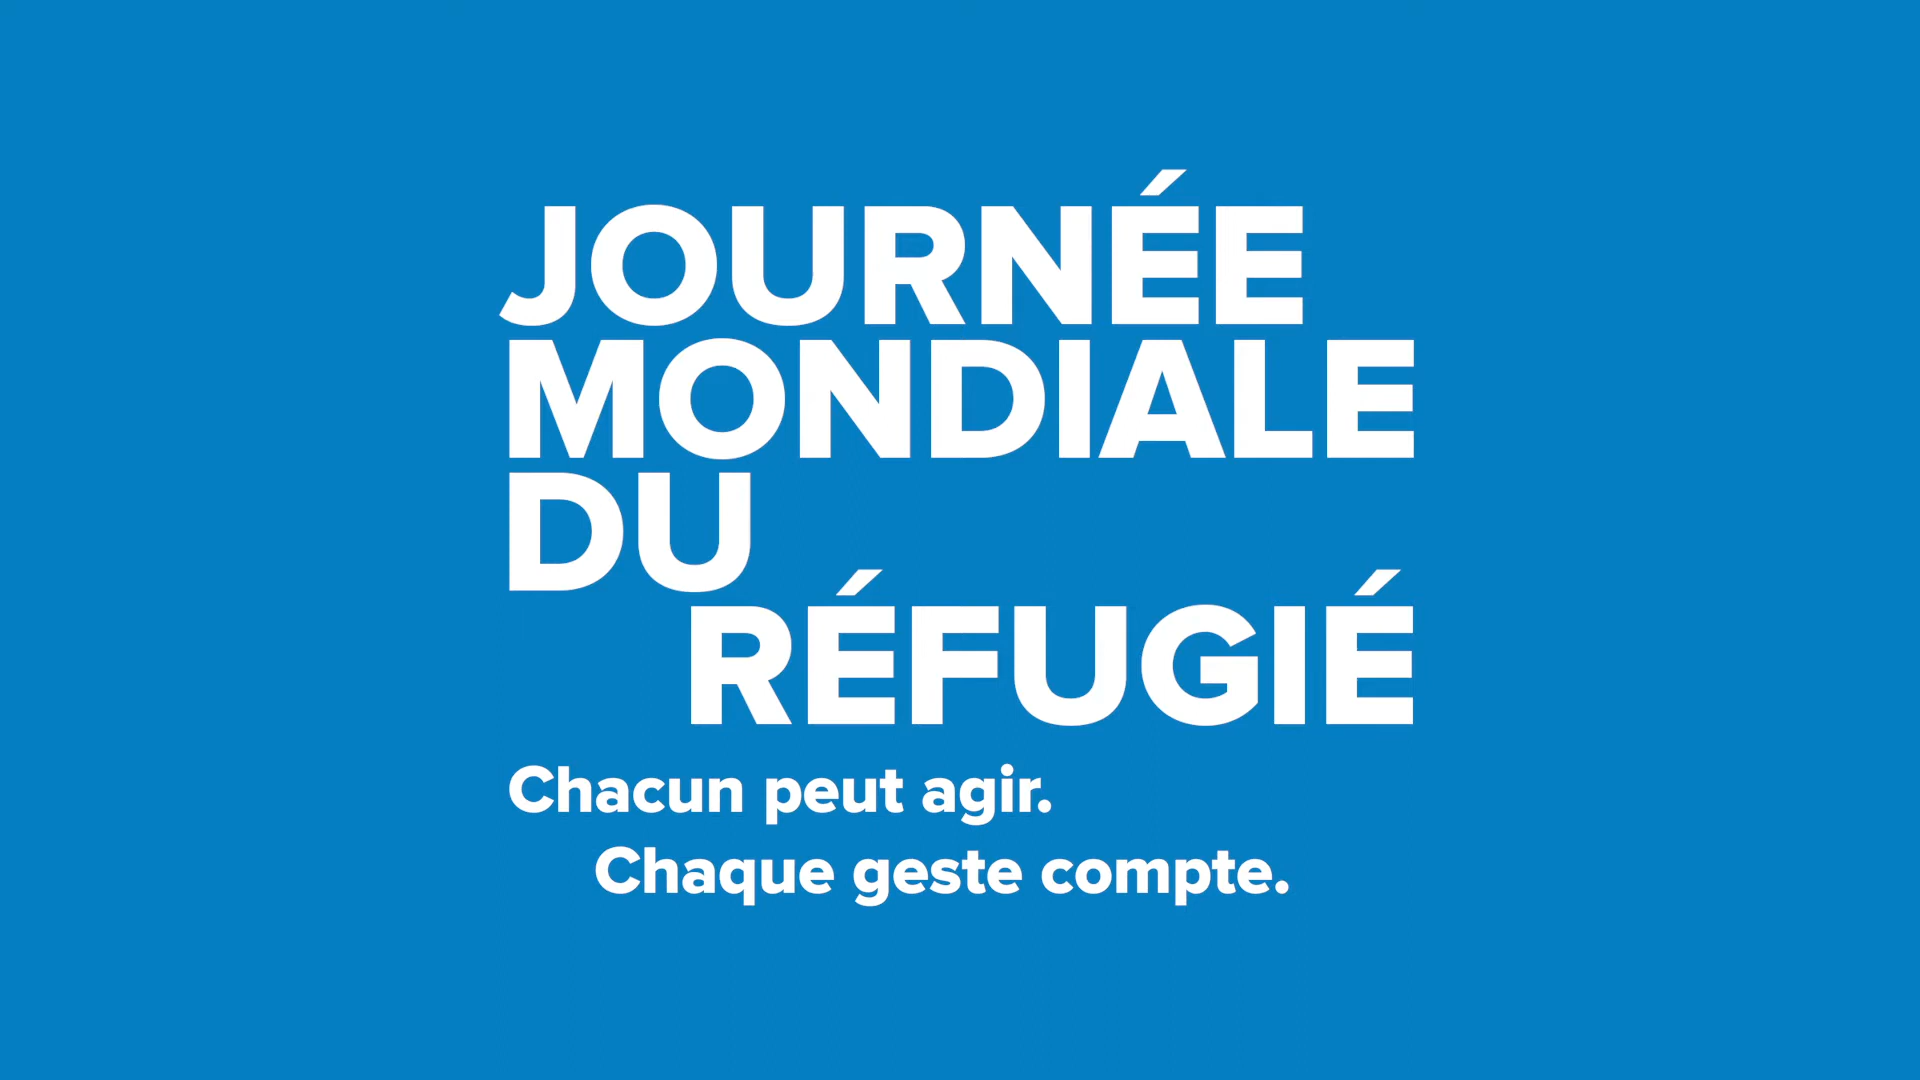 JOURNÉE
MONDIALE
DU
RÉFUGIÉ
Chacun peut agir.
Chaque geste compte.